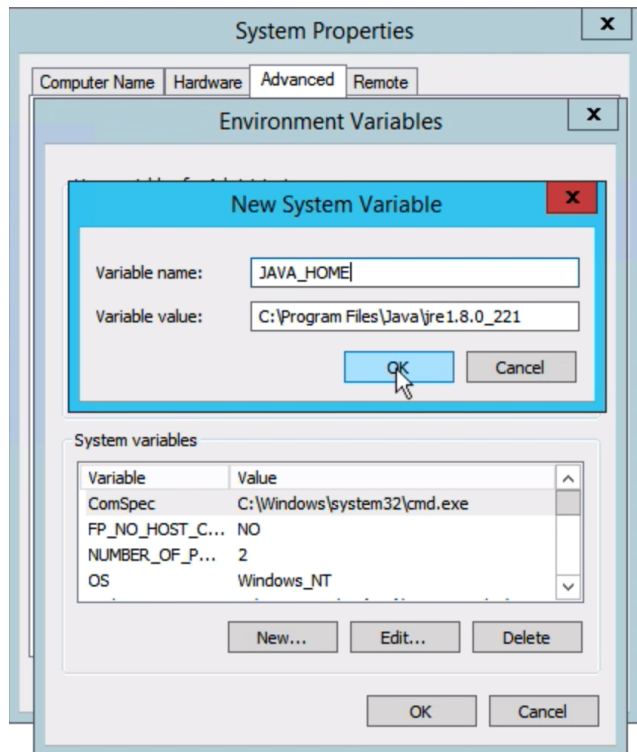 System Properties
x
Computer Name Hardware Advanced Remote
Environment Variables
x
New System Variable
x
Variable name: JAVA_HOME
Variable value: C:\Program Files\Java\jre1.8.0_221
OK Cancel
System variables
Variable Value
ComSpec C:\Windows\system32\cmd.exe
FP_NO_HOST_C... NO
NUMBER_OF_P... 2
OS Windows_NT
New... Edit... Delete
OK Cancel